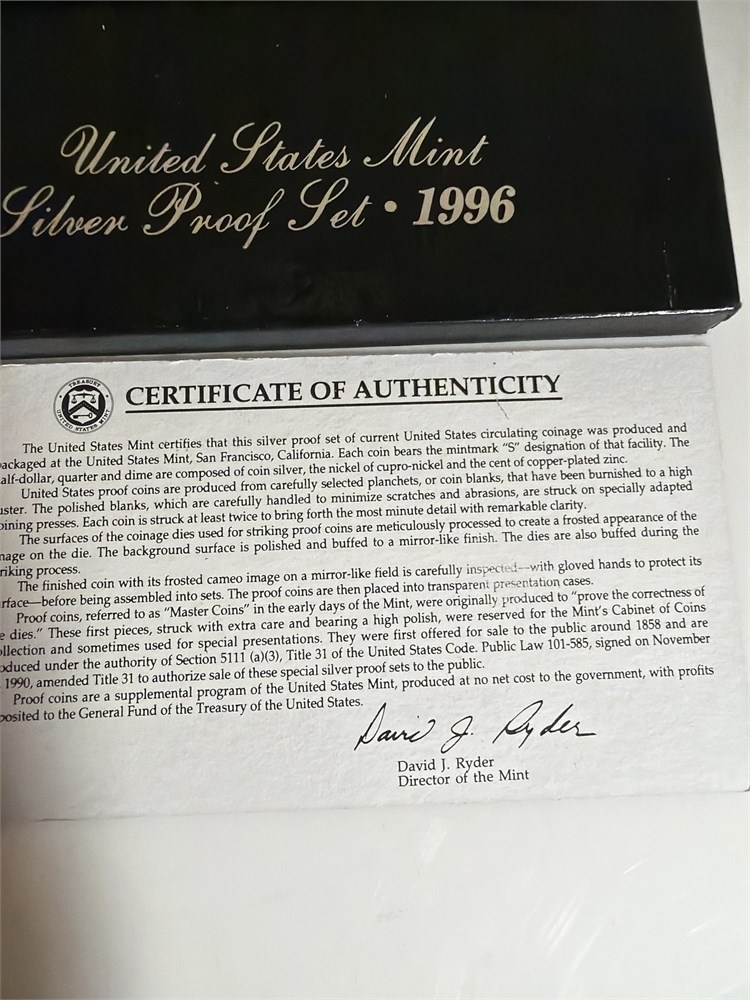 United States Mint
Silver Proof Set • 1996
TREASURY
UNITED STATES MINT
CERTIFICATE OF AUTHENTICITY
The United States Mint certifies that this silver proof set of current United States circulating coinage was produced and
ackaged at the United States Mint, San Francisco, California. Each coin bears the mintmark “S” designation of that facility. The
alf-dollar, quarter and dime are composed of coin silver, the nickel of cupro-nickel and the cent of copper-plated zinc.
United States proof coins are produced from carefully selected planchets, or coin blanks, that have been burnished to a high
uster. The polished blanks, which are carefully handled to minimize scratches and abrasions, are struck on specially adapted
oining presses. Each coin is struck at least twice to bring forth the most minute detail with remarkable clarity.
The surfaces of the coinage dies used for striking proof coins are meticulously processed to create a frosted appearance of the
mage on the die. The background surface is polished and buffed to a mirror-like finish. The dies are also buffed during the
riking process.
The finished coin with its frosted cameo image on a mirror-like field is carefully inspected—with gloved hands to protect its
rface—before being assembled into sets. The proof coins are then placed into transparent presentation cases.
Proof coins, referred to as “Master Coins” in the early days of the Mint, were originally produced to “prove the correctness of
e dies.” These first pieces, struck with extra care and bearing a high polish, were reserved for the Mint’s Cabinet of Coins
ollection and sometimes used for special presentations. They were first offered for sale to the public around 1858 and are
oduced under the authority of Section 5111 (a)(3), Title 31 of the United States Code. Public Law 101-585, signed on November
1990, amended Title 31 to authorize sale of these special silver proof sets to the public.
Proof coins are a supplemental program of the United States Mint, produced at no net cost to the government, with profits
posited to the General Fund of the Treasury of the United States.
David J. Ryder
David J. Ryder
Director of the Mint